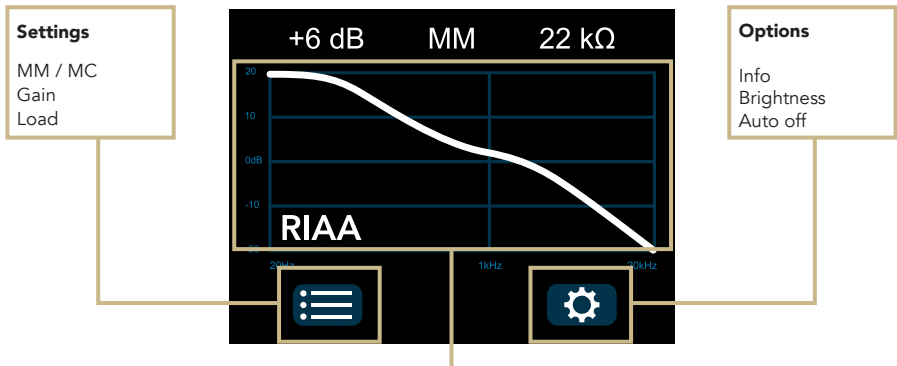 Settings
MM / MC
Gain
Load
+6 dB MM 22 kΩ
20
10
0dB
-10
RIAA
20Hz 1kHz 20kHz
Options
Info
Brightness
Auto off